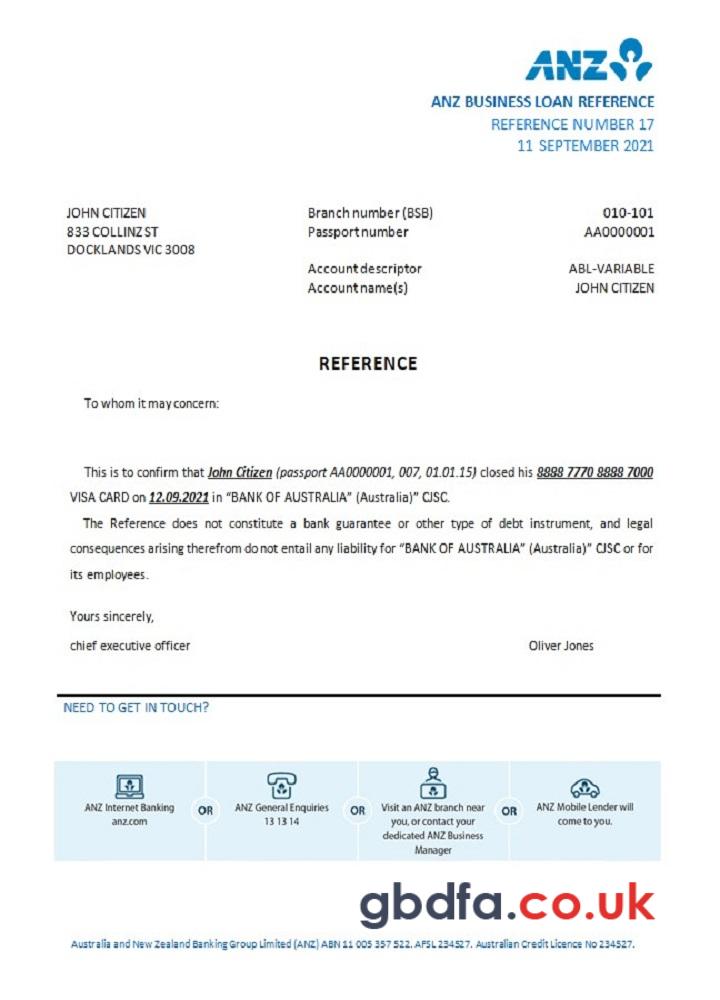 ANZ
ANZ BUSINESS LOAN REFERENCE
REFERENCE NUMBER 17
11 SEPTEMBER 2021
JOHN CITIZEN
833 COLLINZ ST
DOCKLANDS VIC 3008
Branch number (BSB) 010-101
Passport number AA0000001
Account descriptor ABL-VARIABLE
Account name(s) JOHN CITIZEN
REFERENCE
To whom it may concern:
This is to confirm that John Citizen (passport AA0000001, 007, 01.01.15) closed his 8888 7770 8888 7000
VISA CARD on 12.09.2021 in “BANK OF AUSTRALIA” (Australia)” CJSC.
The Reference does not constitute a bank guarantee or other type of debt instrument, and legal
consequences arising therefrom do not entail any liability for “BANK OF AUSTRALIA” (Australia)” CJSC or for
its employees.
Yours sincerely,
chief executive officer Oliver Jones
NEED TO GET IN TOUCH?
ANZ Internet Banking
anz.com
OR
ANZ General Enquiries
13 13 14
OR
Visit an ANZ branch near
you, or contact your
dedicated ANZ Business
Manager
OR
ANZ Mobile Lender will
come to you.
gbdfa.co.uk
Australia and New Zealand Banking Group Limited (ANZ) ABN 11 005 357 522. AFSL 234527. Australian Credit Licence No 234527.